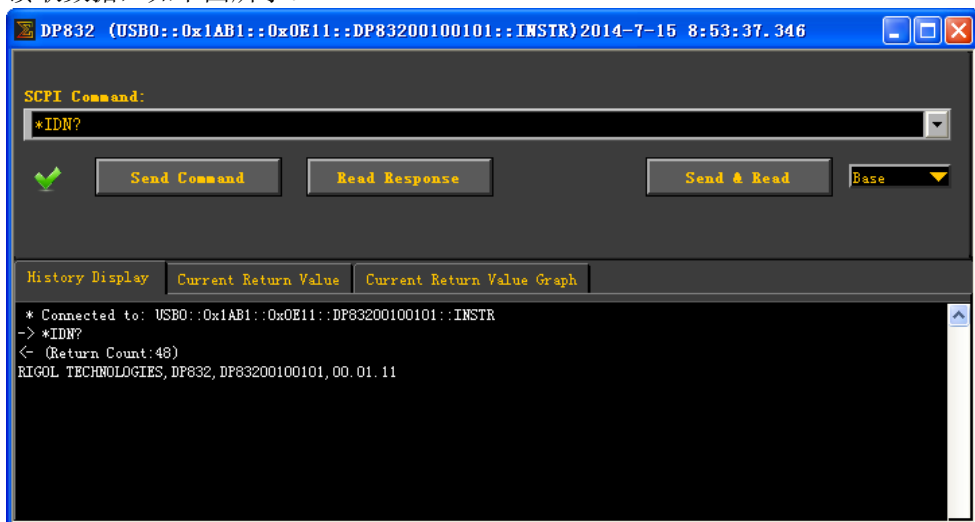 DP832 (USB0::0x1AB1::0x0E11::DP83200100101::INSTR)2014-7-15 8:53:37.346
SCPI Command:
*IDN?
Send Command
Read Response
Send & Read
Base
History Display
Current Return Value
Current Return Value Graph
* Connected to: USB0::0x1AB1::0x0E11::DP83200100101::INSTR
-> *IDN?
<- (Return Count:48)
RIGOL TECHNOLOGIES,DP832,DP83200100101,00.01.11